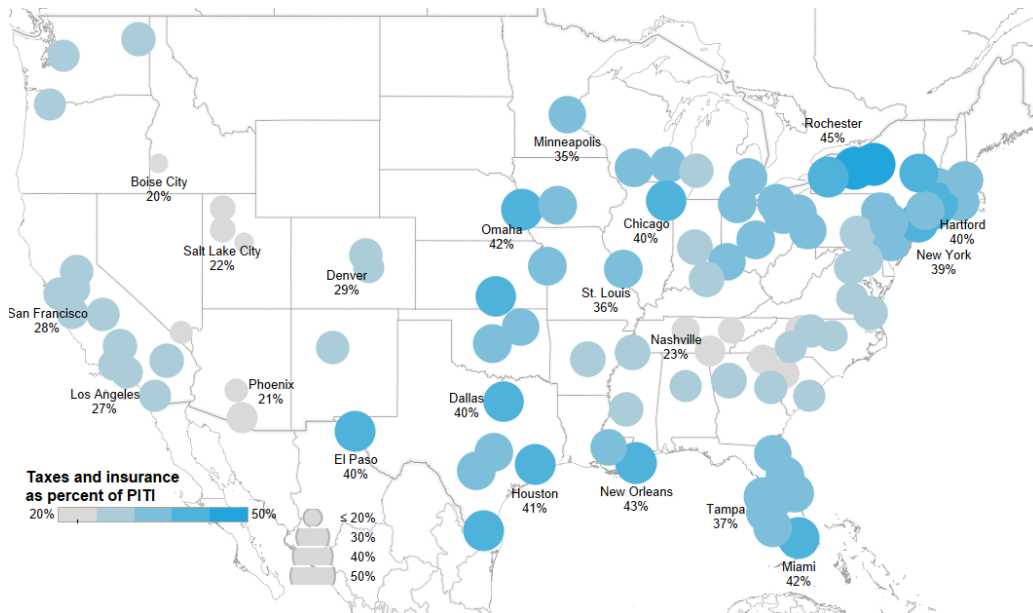 Rochester
45%
Minneapolis
35%
Boise City
20%
Omaha
42%
Chicago
40%
Hartford
40%
Salt Lake City
22%
New York
39%
Denver
29%
St. Louis
36%
San Francisco
28%
Nashville
23%
Phoenix
21%
Los Angeles
27%
Dallas
40%
El Paso
40%
Houston
41%
New Orleans
43%
Tampa
37%
Miami
42%
Taxes and insurance
as percent of PITI
20% 50%
≤ 20%
30%
40%
50%